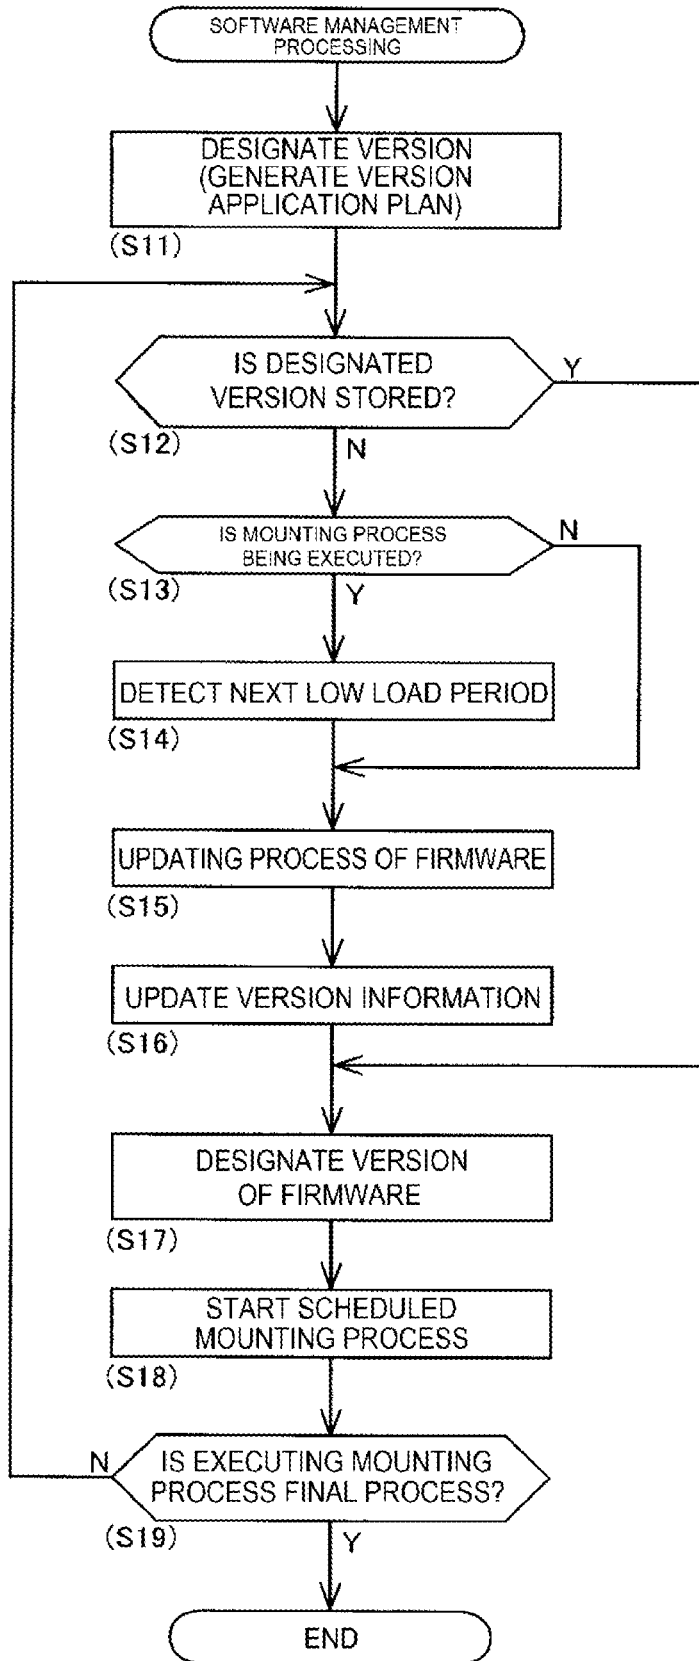 SOFTWARE MANAGEMENT
PROCESSING
DESIGNATE VERSION
(GENERATE VERSION
APPLICATION PLAN)
(S11)
IS DESIGNATED
VERSION STORED?
Y
(S12)
N
IS MOUNTING PROCESS
BEING EXECUTED?
N
(S13)
Y
DETECT NEXT LOW LOAD PERIOD
(S14)
UPDATING PROCESS OF FIRMWARE
(S15)
UPDATE VERSION INFORMATION
(S16)
DESIGNATE VERSION
OF FIRMWARE
(S17)
START SCHEDULED
MOUNTING PROCESS
(S18)
N
IS EXECUTING MOUNTING
PROCESS FINAL PROCESS?
(S19)
Y
END